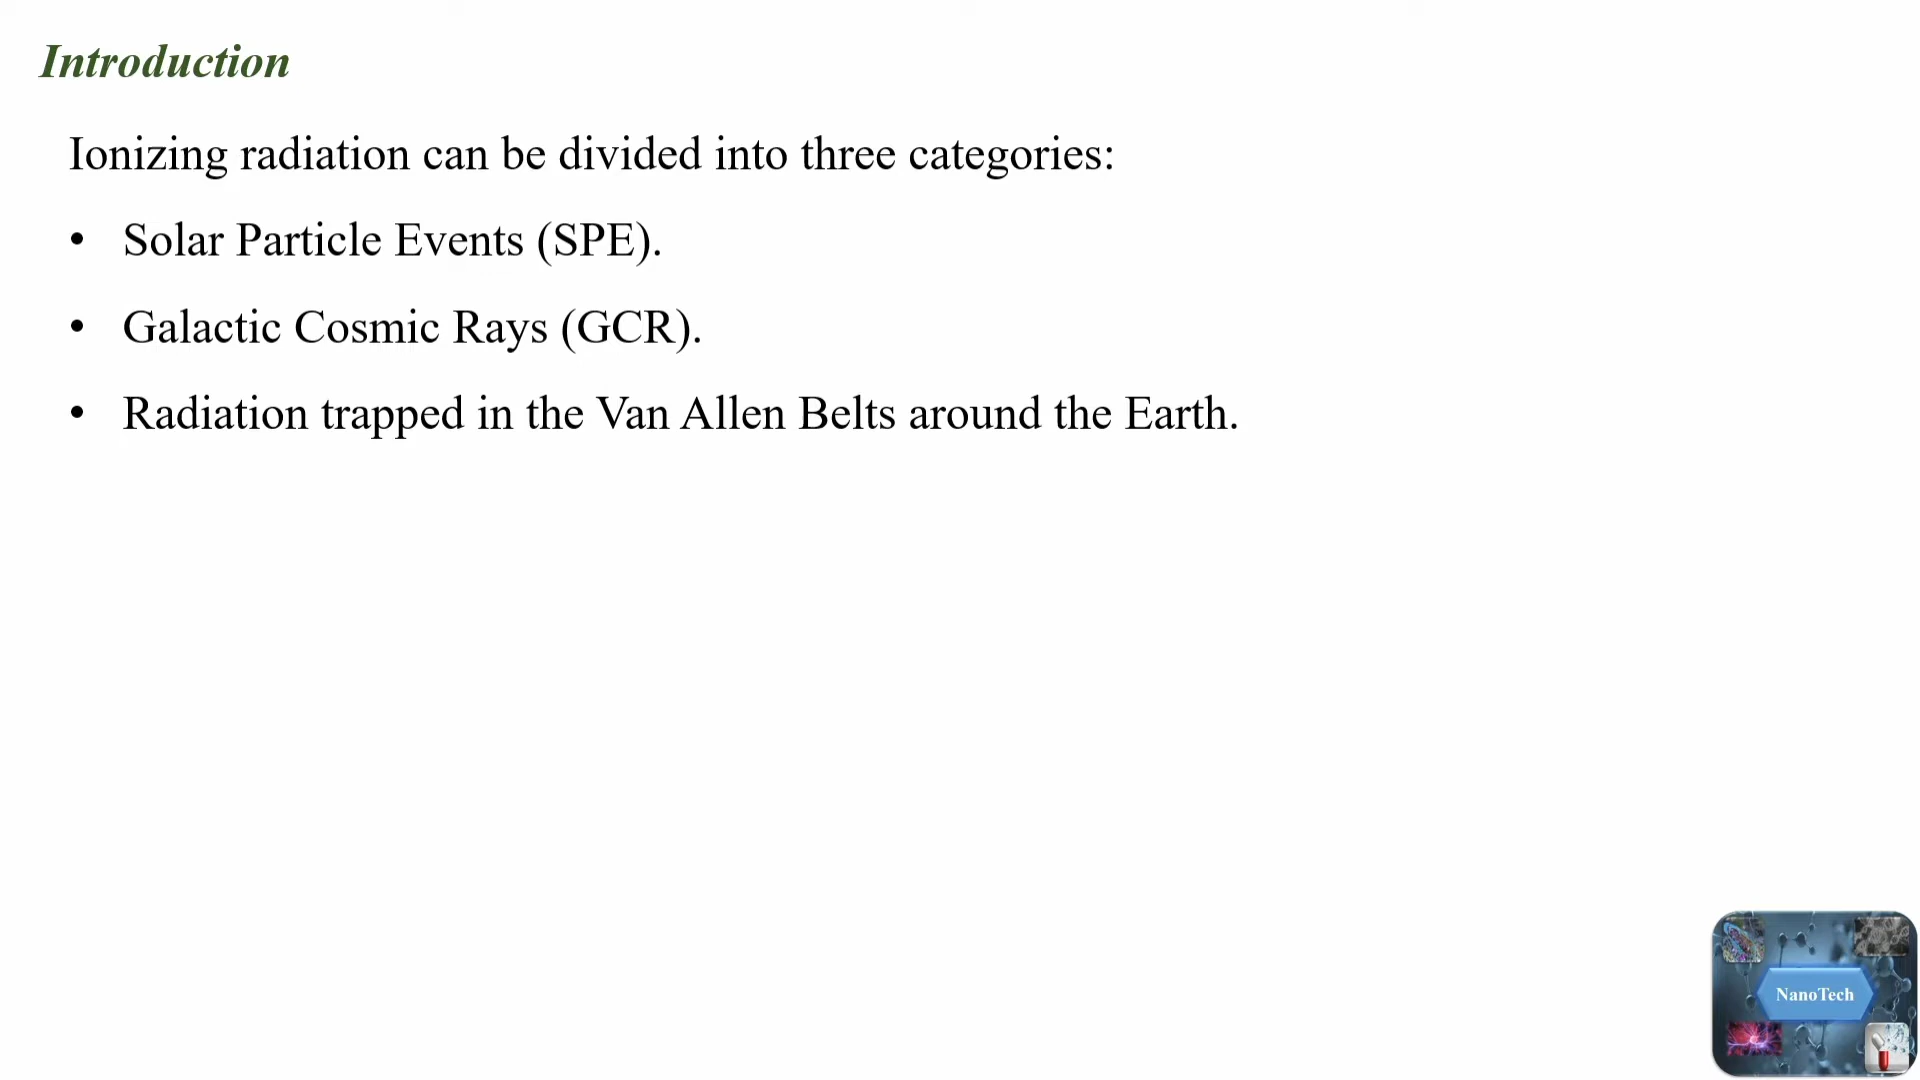 Introduction
Ionizing radiation can be divided into three categories:
• Solar Particle Events (SPE).
• Galactic Cosmic Rays (GCR).
• Radiation trapped in the Van Allen Belts around the Earth.
NanoTech